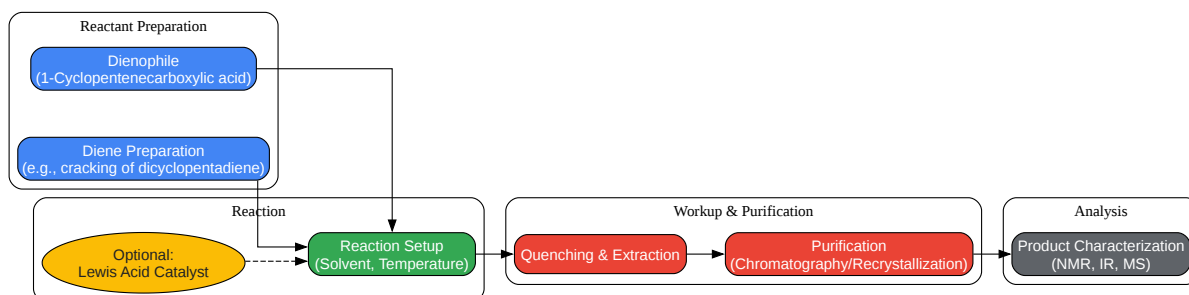 Reactant Preparation
Dienophile
(1-Cyclopentenecarboxylic acid)
Diene Preparation
(e.g., cracking of dicyclopentadiene)
Reaction
Optional:
Lewis Acid Catalyst
Reaction Setup
(Solvent, Temperature)
Workup & Purification
Quenching & Extraction
Purification
(Chromatography/Recrystallization)
Analysis
Product Characterization
(NMR, IR, MS)